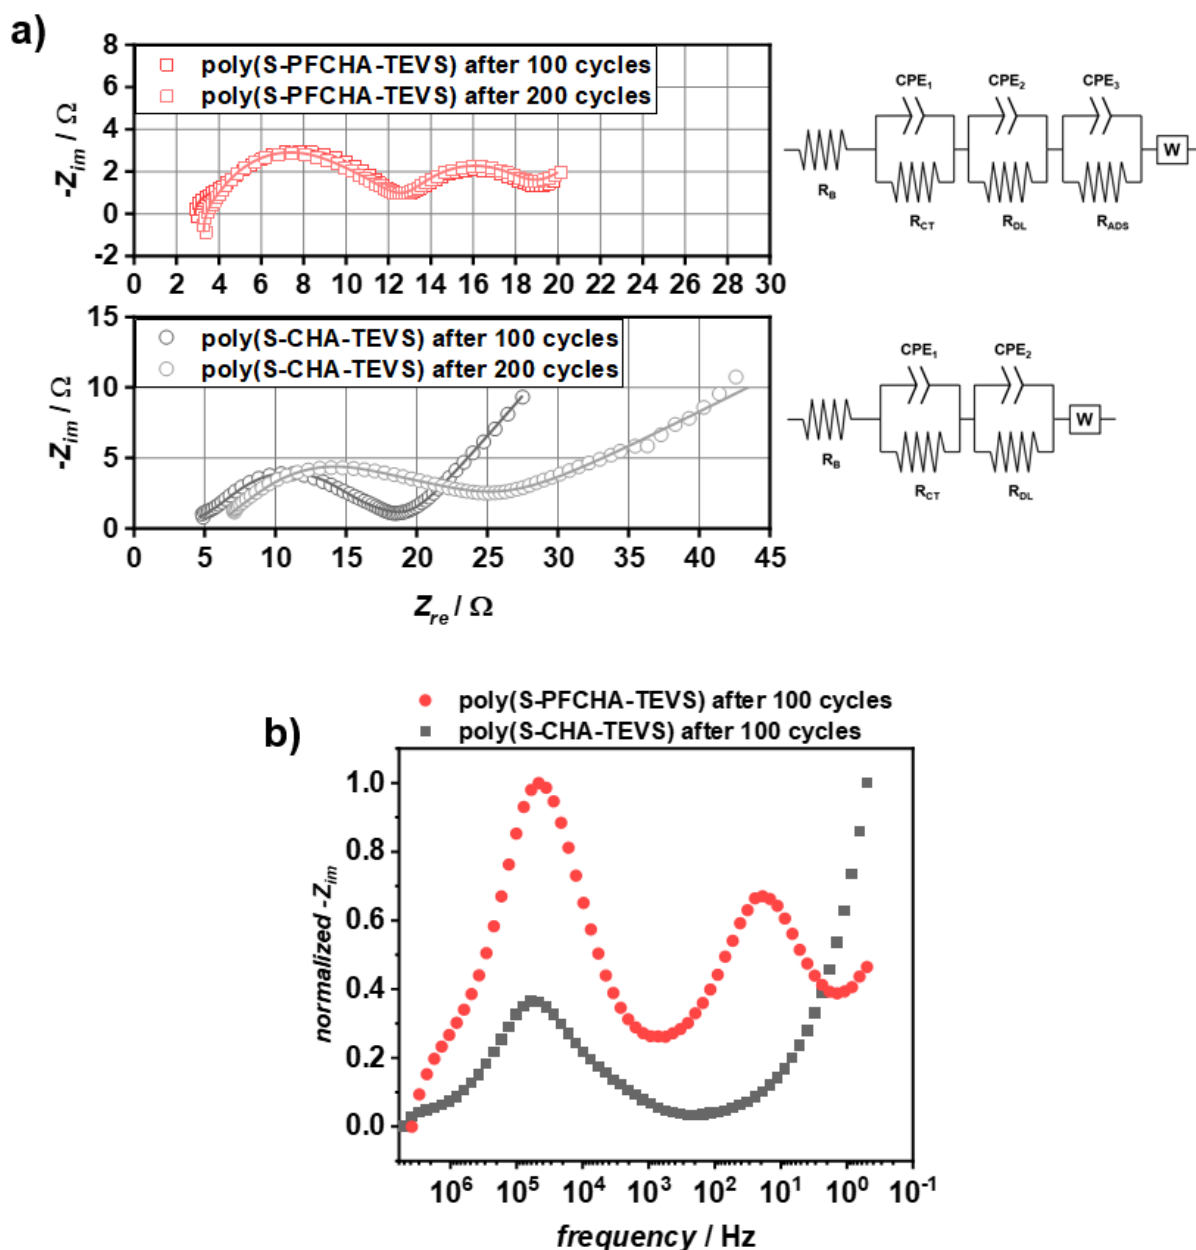 a)
poly(S-PFCHA-TEVS) after 100 cycles
poly(S-PFCHA-TEVS) after 200 cycles
-Z_im / Ω
8
6
4
2
0
-2
0 2 4 6 8 10 12 14 16 18 20 22 24 26 28 30
CPE1 CPE2 CPE3
RB
W
RCT RDL RADS
poly(S-CHA-TEVS) after 100 cycles
poly(S-CHA-TEVS) after 200 cycles
-Z_im / Ω
15
10
5
0
0 5 10 15 20 25 30 35 40 45
Z_re / Ω
CPE1 CPE2
RB
W
RCT RDL
b)
poly(S-PFCHA-TEVS) after 100 cycles
poly(S-CHA-TEVS) after 100 cycles
normalized -Z_im
1.0
0.8
0.6
0.4
0.2
0.0
10^6 10^5 10^4 10^3 10^2 10^1 10^0 10^-1
frequency / Hz